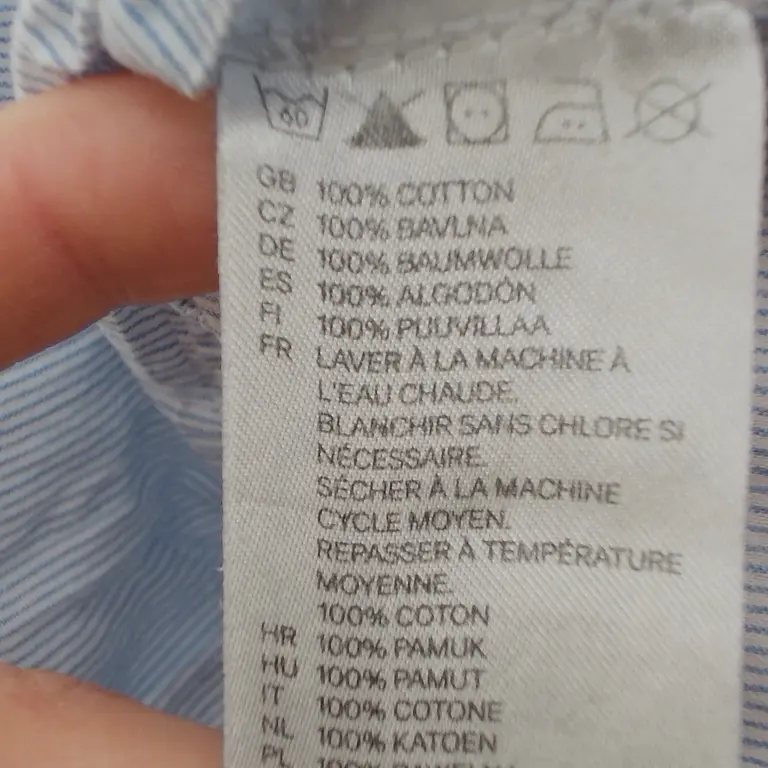 GB 100% COTTON
CZ 100% BAVLNA
DE 100% BAUMWOLLE
ES 100% ALGODÓN
FI 100% PUUVILLAA
FR LAVER À LA MACHINE À
L'EAU CHAUDE.
BLANCHIR SANS CHLORE SI
NÉCESSAIRE.
SÉCHER À LA MACHINE
CYCLE MOYEN.
REPASSER À TEMPÉRATURE
MOYENNE.
100% COTON
HR 100% PAMUK
HU 100% PAMUT
IT 100% COTONE
NL 100% KATOEN
PL 100%